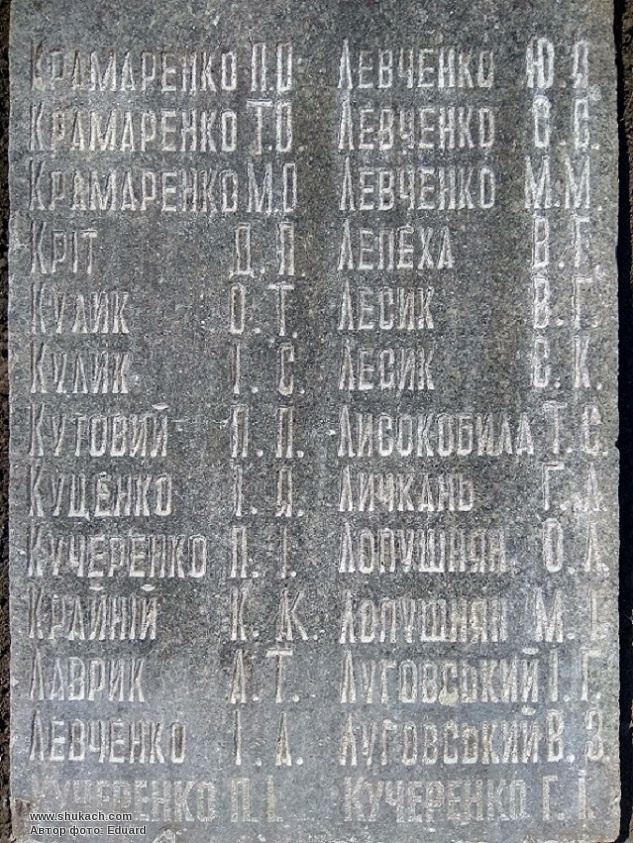 Крамаренко П.О.
Крамаренко Т.О.
Крамаренко М.О
Кріт Д. П.
Кулик О. Т.
Кулик І. С.
Кутовий П. П.
Куценко І. Я.
Кучеренко П. І.
Крайній К. К.
Лаврик А. Т.
Левченко І. А.
Кучеренко П.І.
Левченко Ю.Я.
Левченко О.С.
Левченко М.М.
Лепеха В.Г.
Лесик В.Г.
Лесик С.К.
Лисокобила Т.С.
Личкань Г.А.
Лопушнян О.Л.
Лопушнян М.І.
Луговський І.Г.
Луговський В.З.
Кучеренко Г.І.
www.shukach.com
Автор фото: Eduard